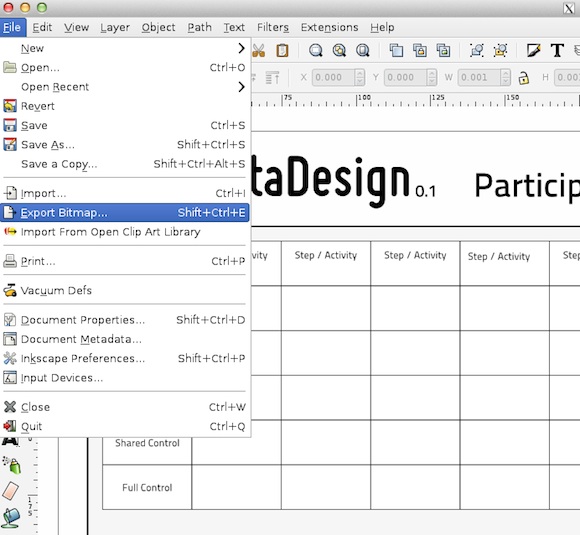 File Edit View Layer Object Path Text Filters Extensions Help
New
Open... Ctrl+O
Open Recent
Revert
Save Ctrl+S
Save As... Shift+Ctrl+S
Save a Copy... Shift+Ctrl+Alt+S
Import... Ctrl+I
Export Bitmap... Shift+Ctrl+E
Import From Open Clip Art Library
Print... Ctrl+P
Vacuum Defs
Document Properties... Shift+Ctrl+D
Document Metadata...
Inkscape Preferences... Shift+Ctrl+P
Input Devices...
Close Ctrl+W
Quit Ctrl+Q
X 0.000 Y 0.000 W 0.001 H 0.00
75 100 125 150
taDesign 0.1 Particip
vity Step / Activity Step / Activity Step / Activity Step / Activity
Shared Control
Full Control
175